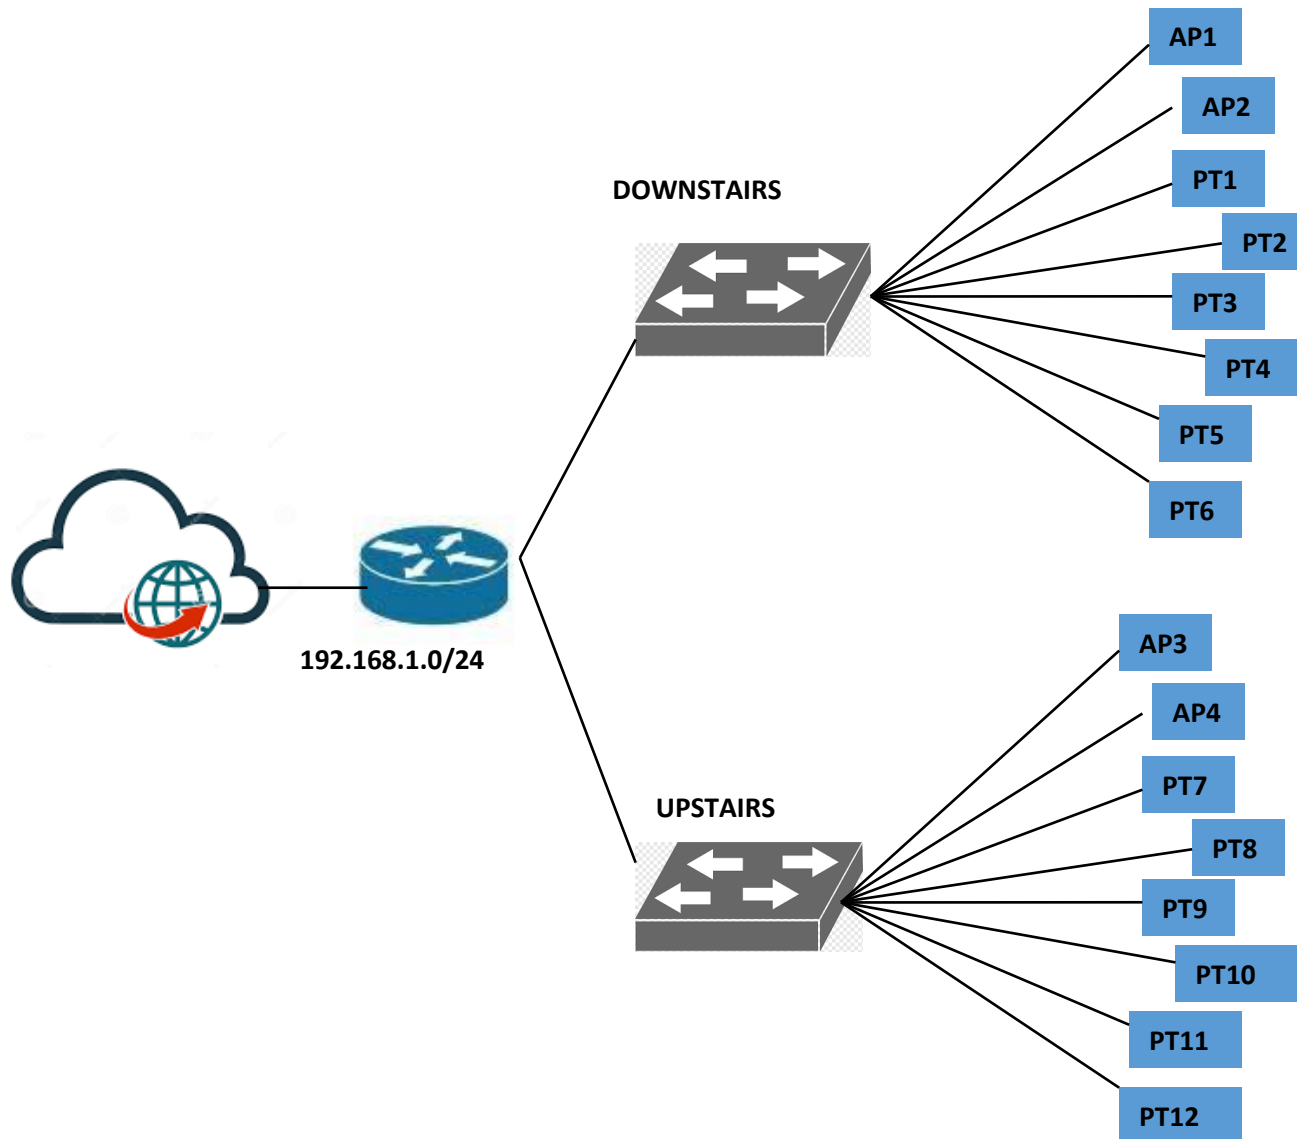 AP1
AP2
DOWNSTAIRS
PT1
PT2
PT3
PT4
PT5
PT6
192.168.1.0/24
AP3
AP4
UPSTAIRS
PT7
PT8
PT9
PT10
PT11
PT12